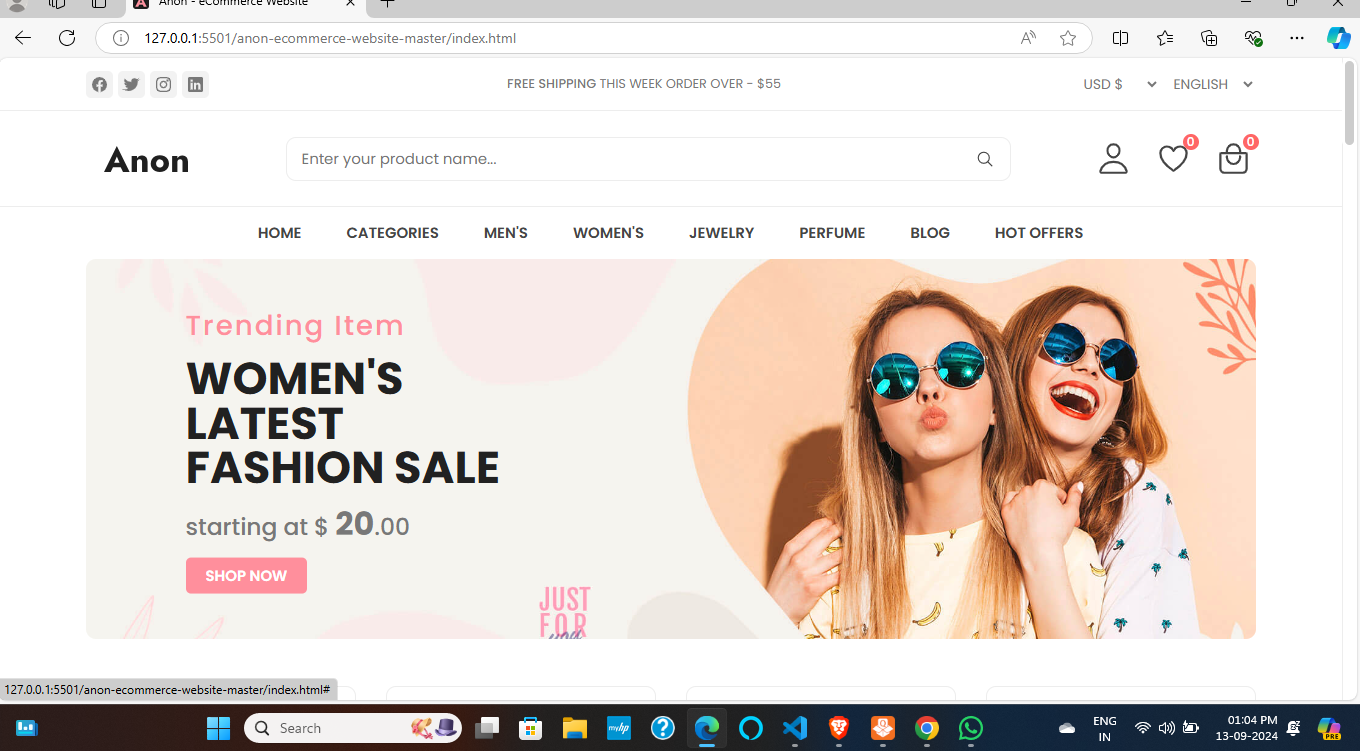 Anon - eCommerce Website
127.0.0.1:5501/anon-ecommerce-website-master/index.html
FREE SHIPPING THIS WEEK ORDER OVER - $55
USD $
ENGLISH
Anon
Enter your product name...
0
0
HOME CATEGORIES MEN'S WOMEN'S JEWELRY PERFUME BLOG HOT OFFERS
Trending Item
WOMEN'S
LATEST
FASHION SALE
starting at $ 20.00
SHOP NOW
JUST
FOR
you
127.0.0.1:5501/anon-ecommerce-website-master/index.html#
Search
myhp
ENG
IN
01:04 PM
13-09-2024
PRE